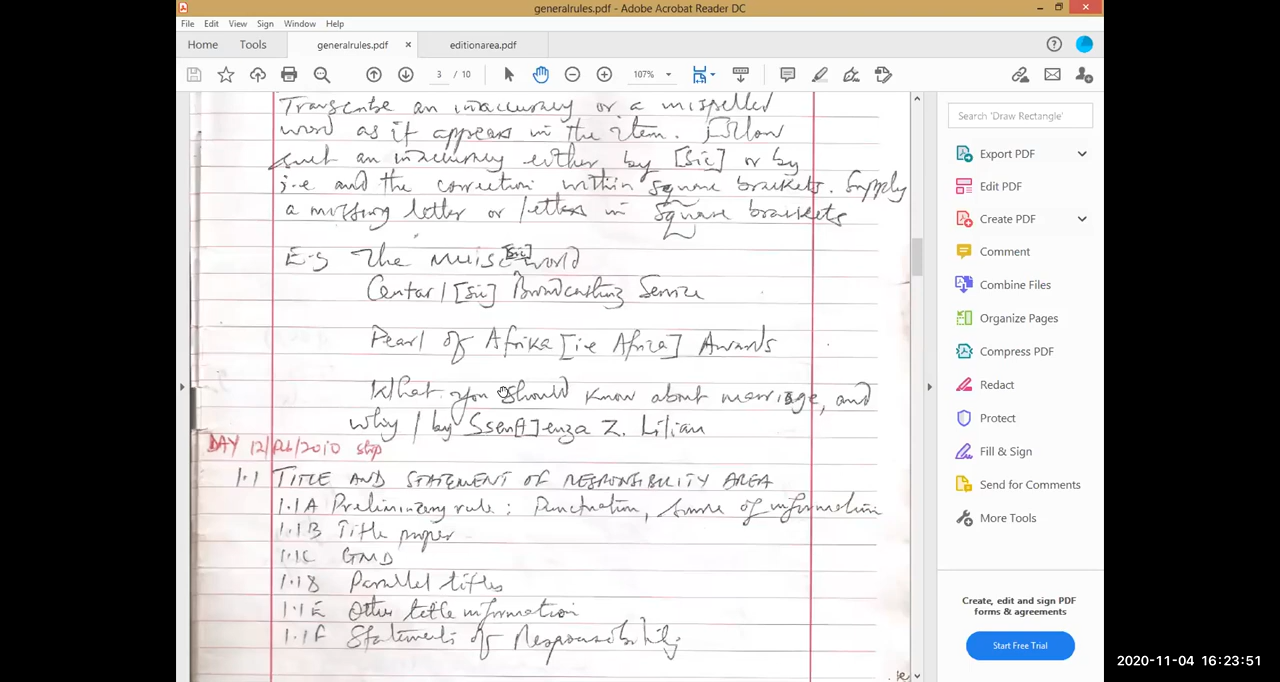 generalrules.pdf - Adobe Acrobat Reader DC
File Edit View Sign Window Help
Home Tools generalrules.pdf × editionarea.pdf
3 / 10 107%
Transcribe an inaccuracy or a mispelled
word as it appears in the item. Follow
such an inaccuracy either by [Sic] or by
i.e and the correction within square brackets. Supply
a missing letter or letters in square brackets
E-g The Muisc [sic] world
Centarl [Sic] Broadcasting Service
Pearl of Afrika [i.e Africa] Awards
What you should know about marriage, and
why / by Ssen[t]enza Z. Lilian
DAY 12/Feb/2010 stop
1.1 TITLE AND STATEMENT OF RESPONSIBILITY AREA
1.1A Preliminary rule: Punctuation, source of information
1.1B Title proper
1.1C GMD
1.1D Parallel titles
1.1E Other title information
1.1F Statements of Responsibility
Search 'Draw Rectangle'
Export PDF
Edit PDF
Create PDF
Comment
Combine Files
Organize Pages
Compress PDF
Redact
Protect
Fill & Sign
Send for Comments
More Tools
Create, edit and sign PDF
forms & agreements
Start Free Trial
2020-11-04 16:23:51